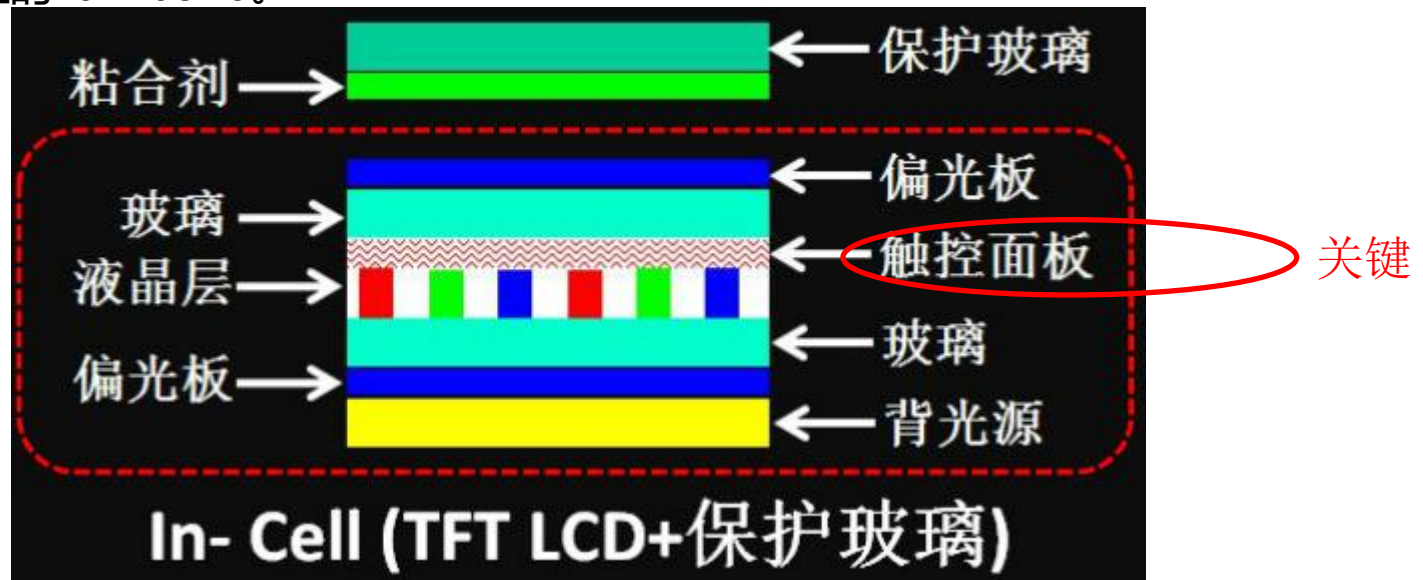 保护玻璃
粘合剂
偏光板
玻璃
触控面板
关键
液晶层
玻璃
偏光板
背光源
In- Cell (TFT LCD+保护玻璃)